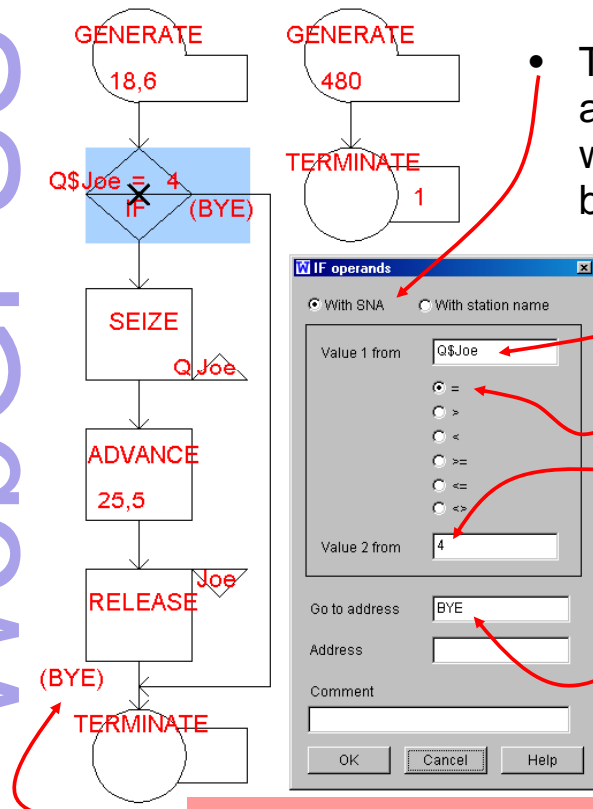 GENERATE
18,6
Q$Joe = 4
IF
(BYE)
SEIZE
Q Joe
ADVANCE
25,5
RELEASE
Joe
(BYE)
TERMINATE
GENERATE
480
TERMINATE
1
•
IF operands
With SNA
With station name
Value 1 from
Q$Joe
=
>
<
>=
<=
<>
Value 2 from
4
Go to address
BYE
Address
Comment
OK
Cancel
Help